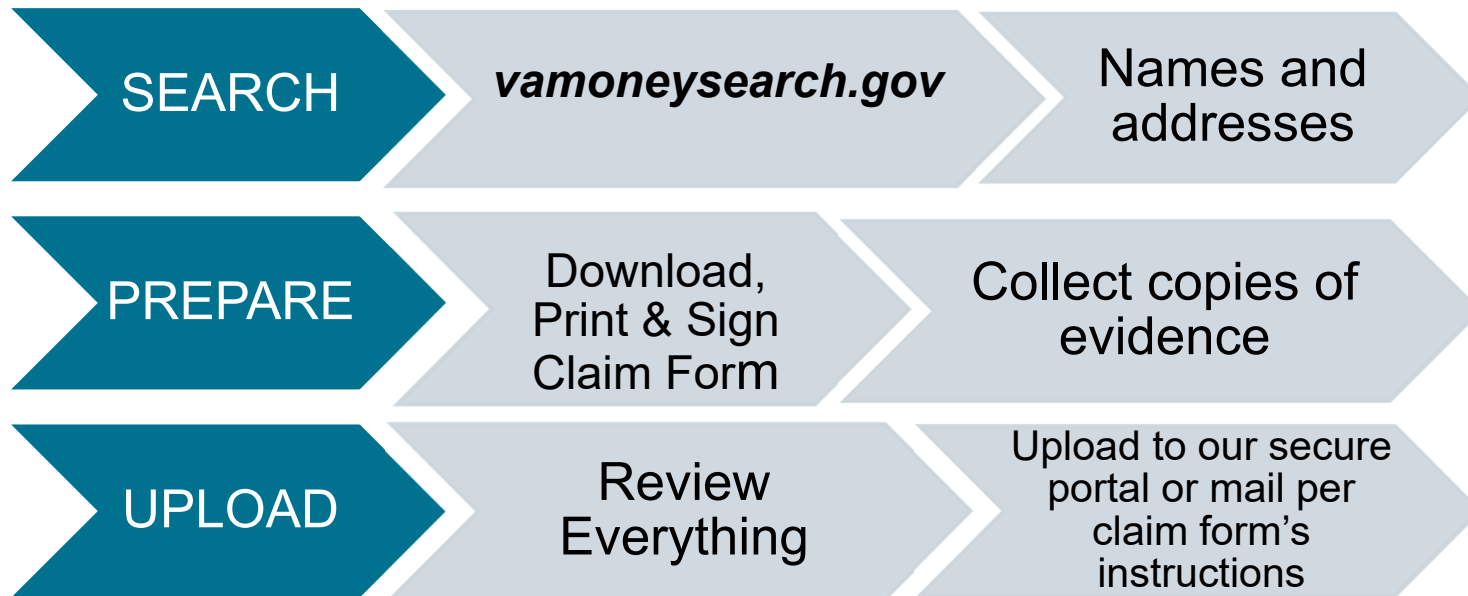 SEARCH
vamoneysearch.gov
Names and
addresses
PREPARE
Download,
Print & Sign
Claim Form
Collect copies of
evidence
UPLOAD
Review
Everything
Upload to our secure
portal or mail per
claim form’s
instructions